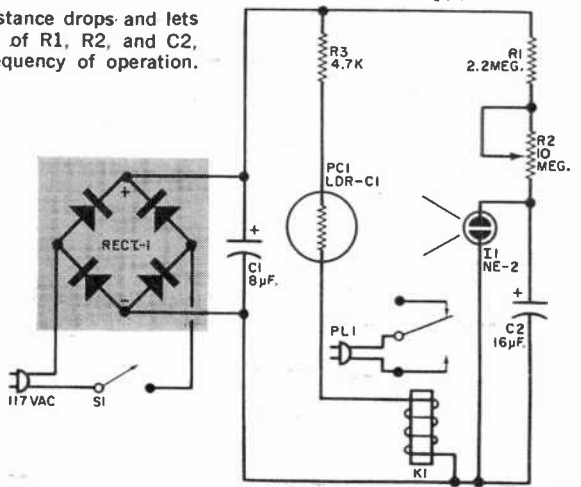 stance drops and lets
of R1, R2, and C2,
equency of operation.
R3
4.7K
R1
2.2MEG.
R2
10
MEG.
PC1
LDR-C1
+
RECT-1
-
+
C1
8µF.
I1
NE-2
+
C2
16µF.
PL1
117 VAC
S1
K1